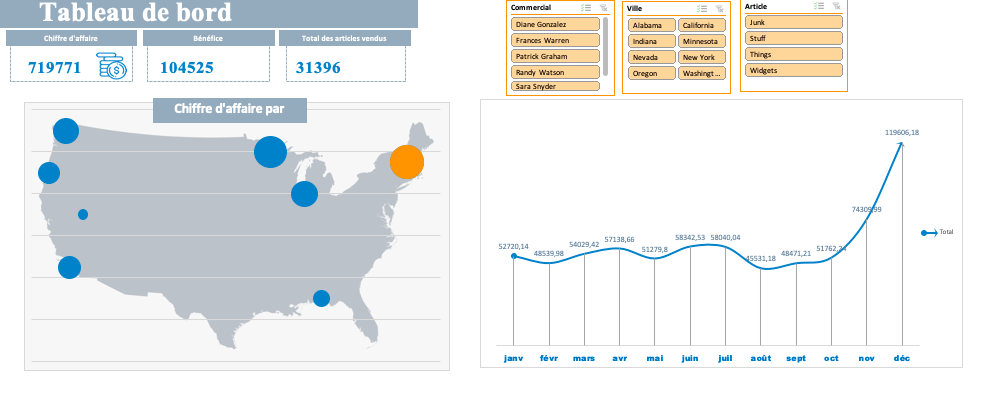 Tableau de bord
Chiffre d'affaire
Bénéfice
Total des articles vendus
719771
104525
31396
Commercial
Diane Gonzalez
Frances Warren
Patrick Graham
Randy Watson
Sara Snyder
Ville
Alabama
California
Indiana
Minnesota
Nevada
New York
Oregon
Washingt...
Article
Junk
Stuff
Things
Widgets
Chiffre d'affaire par
119606,18
74309,99
52720,14
48539,98
54029,42
57138,66
51279,8
58342,53
58040,04
45531,18
48471,21
Total
janv
févr
mars
avr
mai
juin
juil
août
sept
oct
nov
déc